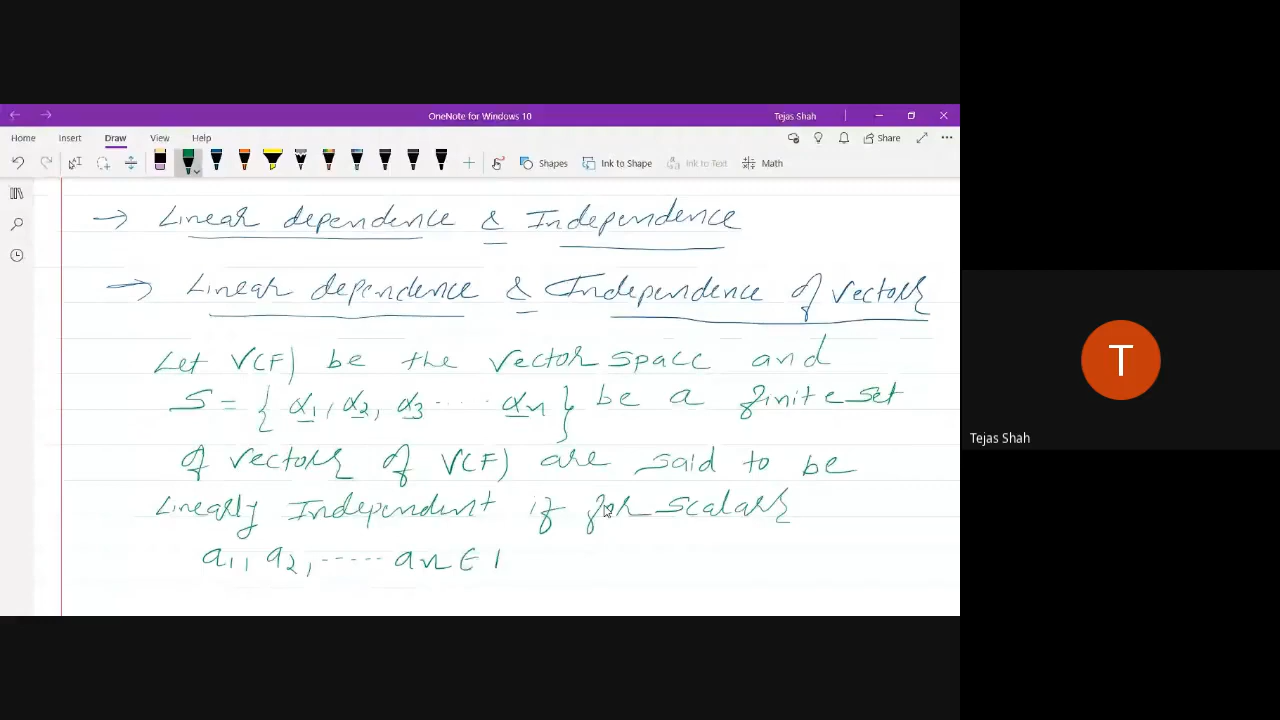 OneNote for Windows 10
Tejas Shah
Home Insert Draw View Help
Share
Shapes Ink to Shape Ink to Text Math
→ Linear dependence & Independence
→ Linear dependence & Independence of vectors
Let V(F) be the vector space and
S = { α1, α2, α3 ..... αn } be a finite set
of vectors of V(F) are said to be
Linearly Independent if for scalars
a1, a2, ..... an ∈ 
T
Tejas Shah